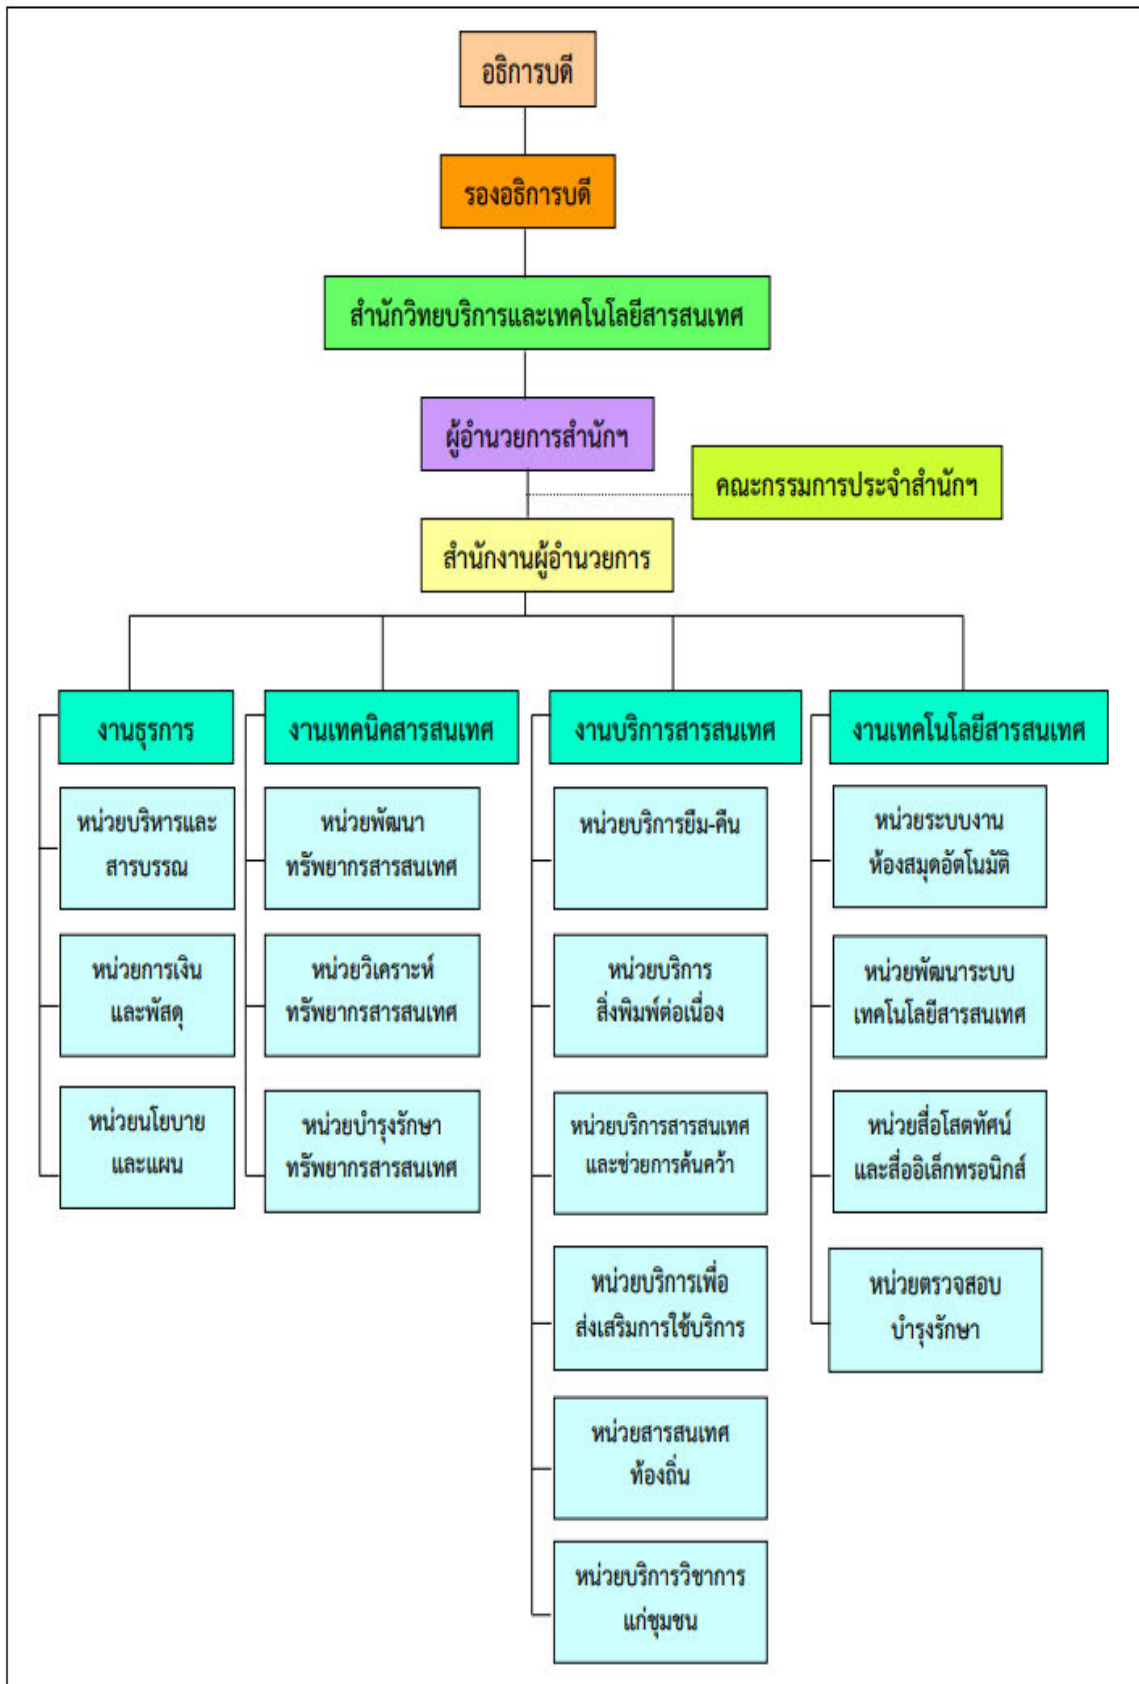 อธิการบดี
รองอธิการบดี
สำนักวิทยบริการและเทคโนโลยีสารสนเทศ
ผู้อำนวยการสำนักฯ
คณะกรรมการประจำสำนักฯ
สำนักงานผู้อำนวยการ
งานธุรการ
หน่วยบริหารและ
สารบรรณ
หน่วยการเงิน
และพัสดุ
หน่วยนโยบาย
และแผน
งานเทคนิคสารสนเทศ
หน่วยพัฒนา
ทรัพยากรสารสนเทศ
หน่วยวิเคราะห์
ทรัพยากรสารสนเทศ
หน่วยบำรุงรักษา
ทรัพยากรสารสนเทศ
งานบริการสารสนเทศ
หน่วยบริการยืม-คืน
หน่วยบริการ
สิ่งพิมพ์ต่อเนื่อง
หน่วยบริการสารสนเทศ
และช่วยการค้นคว้า
หน่วยบริการเพื่อ
ส่งเสริมการใช้บริการ
หน่วยสารสนเทศ
ท้องถิ่น
หน่วยบริการวิชาการ
แก่ชุมชน
งานเทคโนโลยีสารสนเทศ
หน่วยระบบงาน
ห้องสมุดอัตโนมัติ
หน่วยพัฒนาระบบ
เทคโนโลยีสารสนเทศ
หน่วยสื่อโสตทัศน์
และสื่ออิเล็กทรอนิกส์
หน่วยตรวจสอบ
บำรุงรักษา